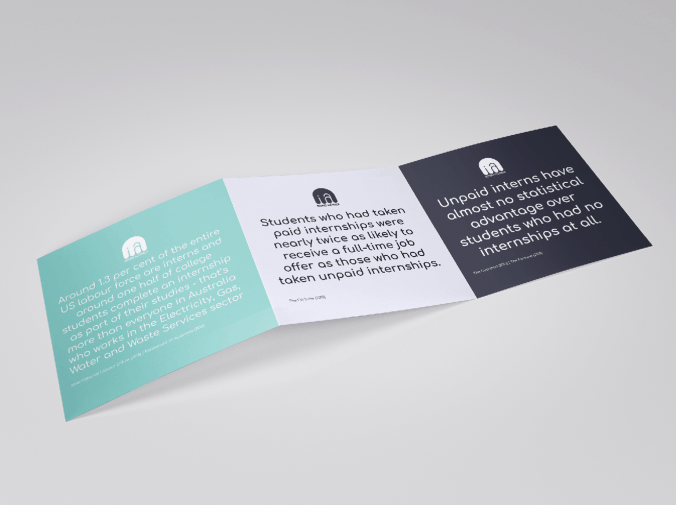 Around 1.3 per cent of the entire
US labour force are interns and
around one half of college
students complete an internship
as part of their studies - that's
more than everyone in Australia
who works in the Electricity, Gas,
Water and Waste Services sector
Students who had taken
paid internships were
nearly twice as likely to
receive a full-time job
offer as those who had
taken unpaid internships.
Unpaid interns have
almost no statistical
advantage over
students who had no
internships at all.